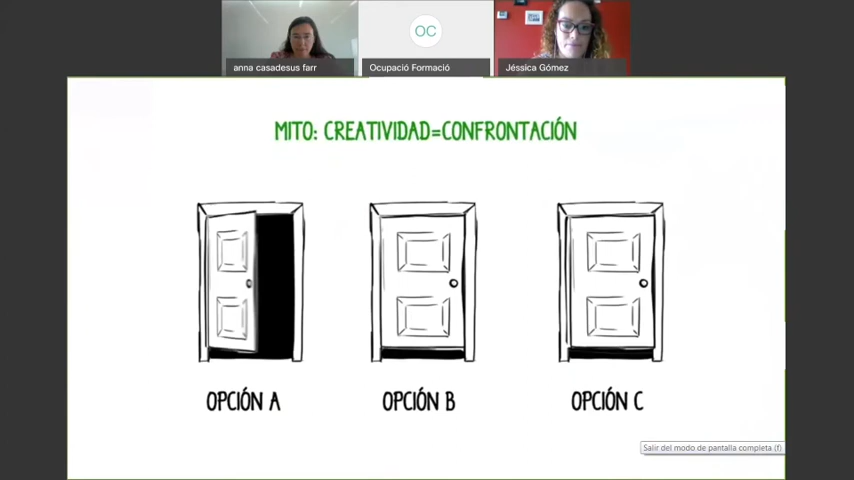 OC
anna casadesus farr
Ocupació Formació
Jéssica Gómez
MITO: CREATIVIDAD=CONFRONTACIÓN
OPCIÓN A
OPCIÓN B
OPCIÓN C
Salir del modo de pantalla completa (f)